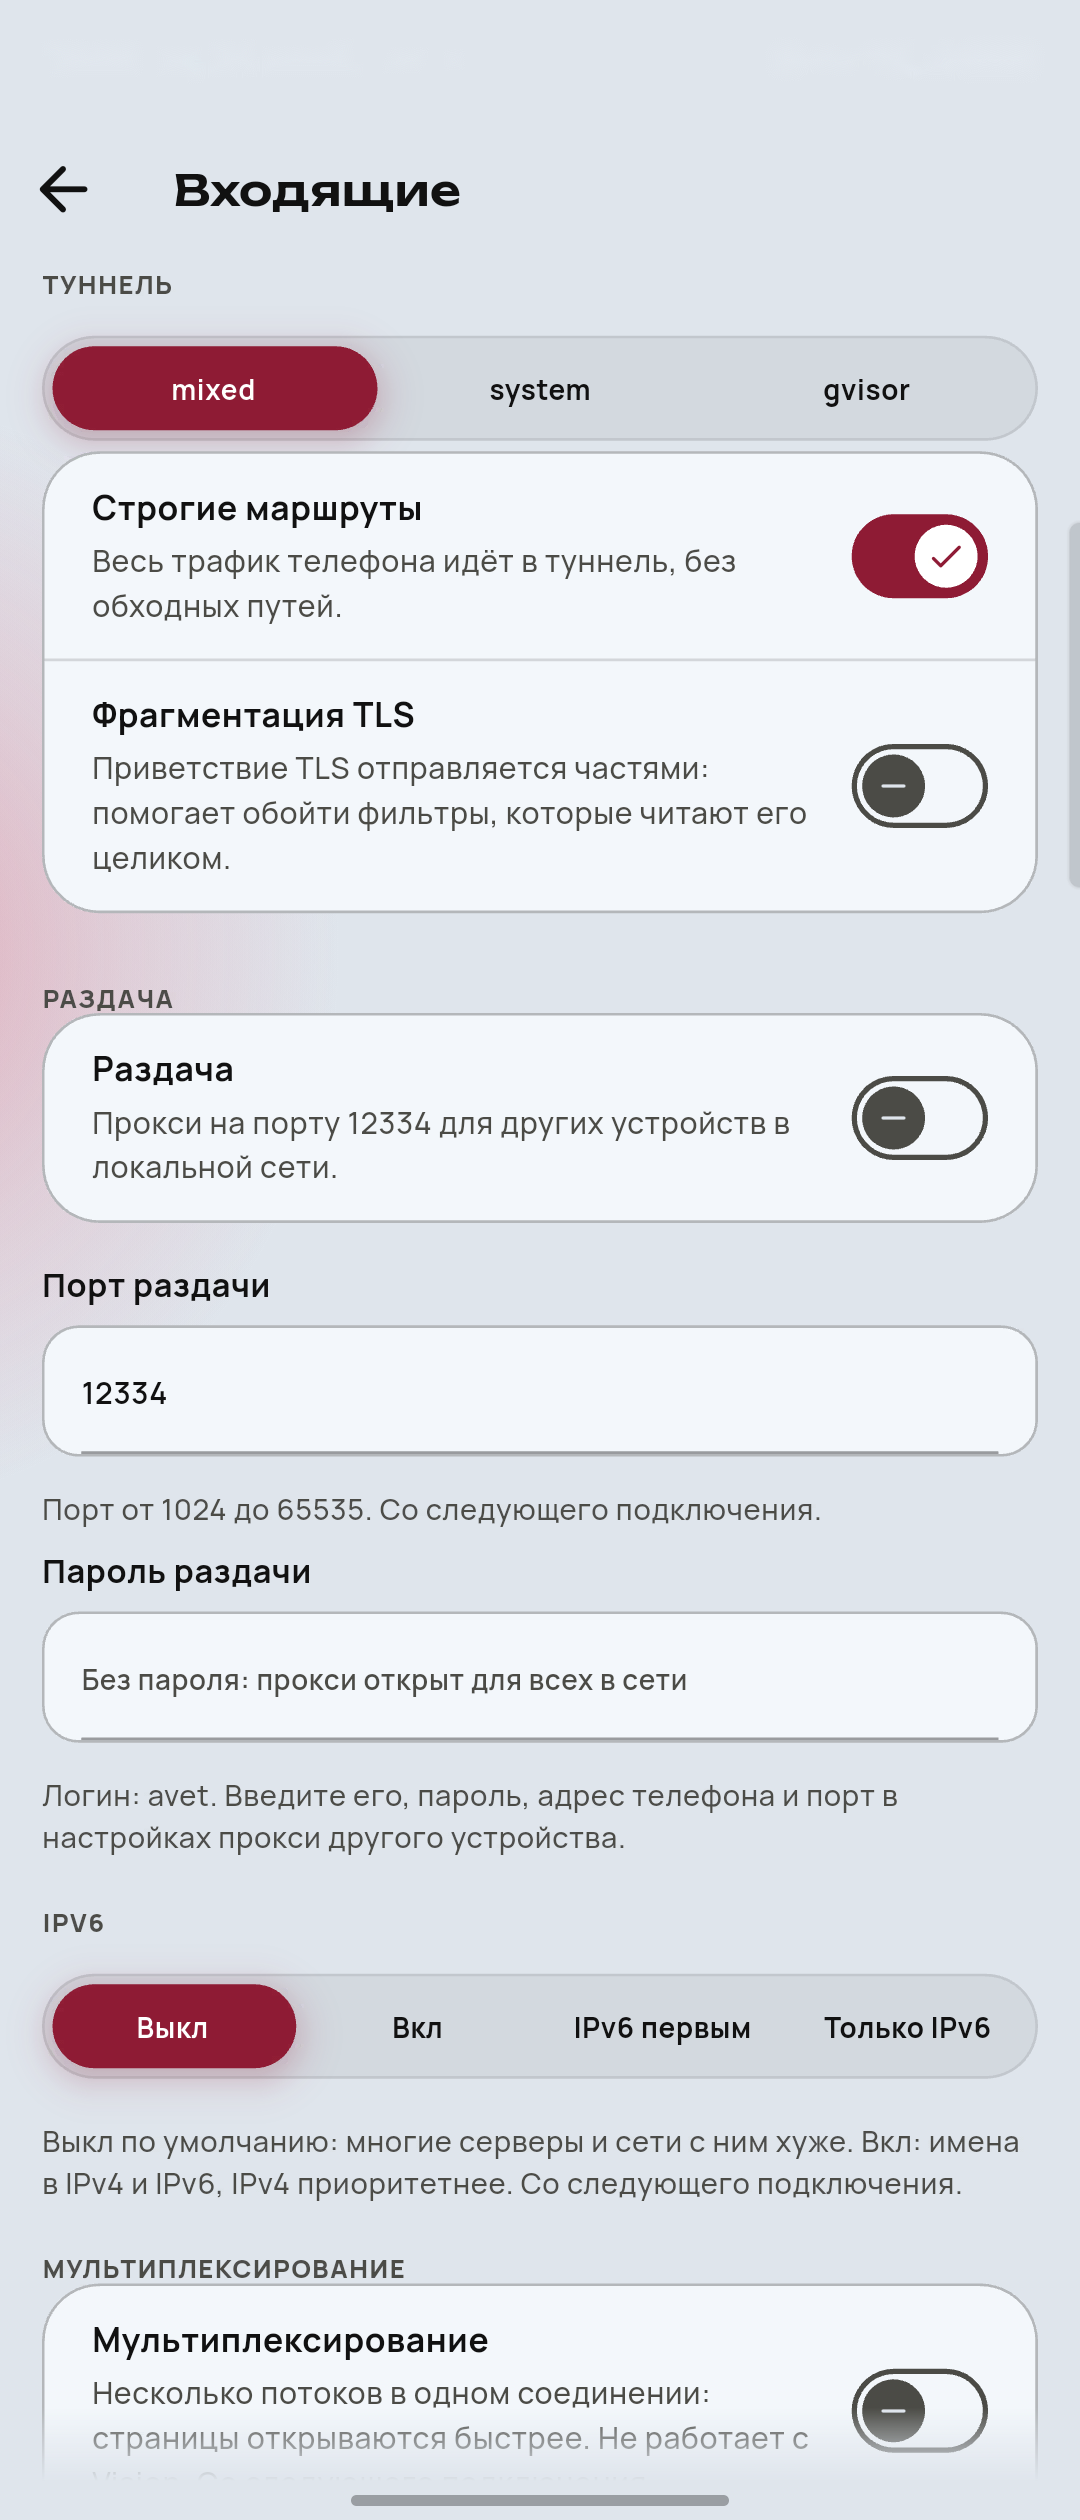 Входящие
ТУННЕЛЬ
mixed
system
gvisor
Строгие маршруты
Весь трафик телефона идёт в туннель, без
обходных путей.
Фрагментация TLS
Приветствие TLS отправляется частями:
помогает обойти фильтры, которые читают его
целиком.
РАЗДАЧА
Раздача
Прокси на порту 12334 для других устройств в
локальной сети.
Порт раздачи
12334
Порт от 1024 до 65535. Со следующего подключения.
Пароль раздачи
Без пароля: прокси открыт для всех в сети
Логин: avet. Введите его, пароль, адрес телефона и порт в
настройках прокси другого устройства.
IPV6
Выкл
Вкл
IPv6 первым
Только IPv6
Выкл по умолчанию: многие серверы и сети с ним хуже. Вкл: имена
в IPv4 и IPv6, IPv4 приоритетнее. Со следующего подключения.
МУЛЬТИПЛЕКСИРОВАНИЕ
Мультиплексирование
Несколько потоков в одном соединении:
страницы открываются быстрее. Не работает с